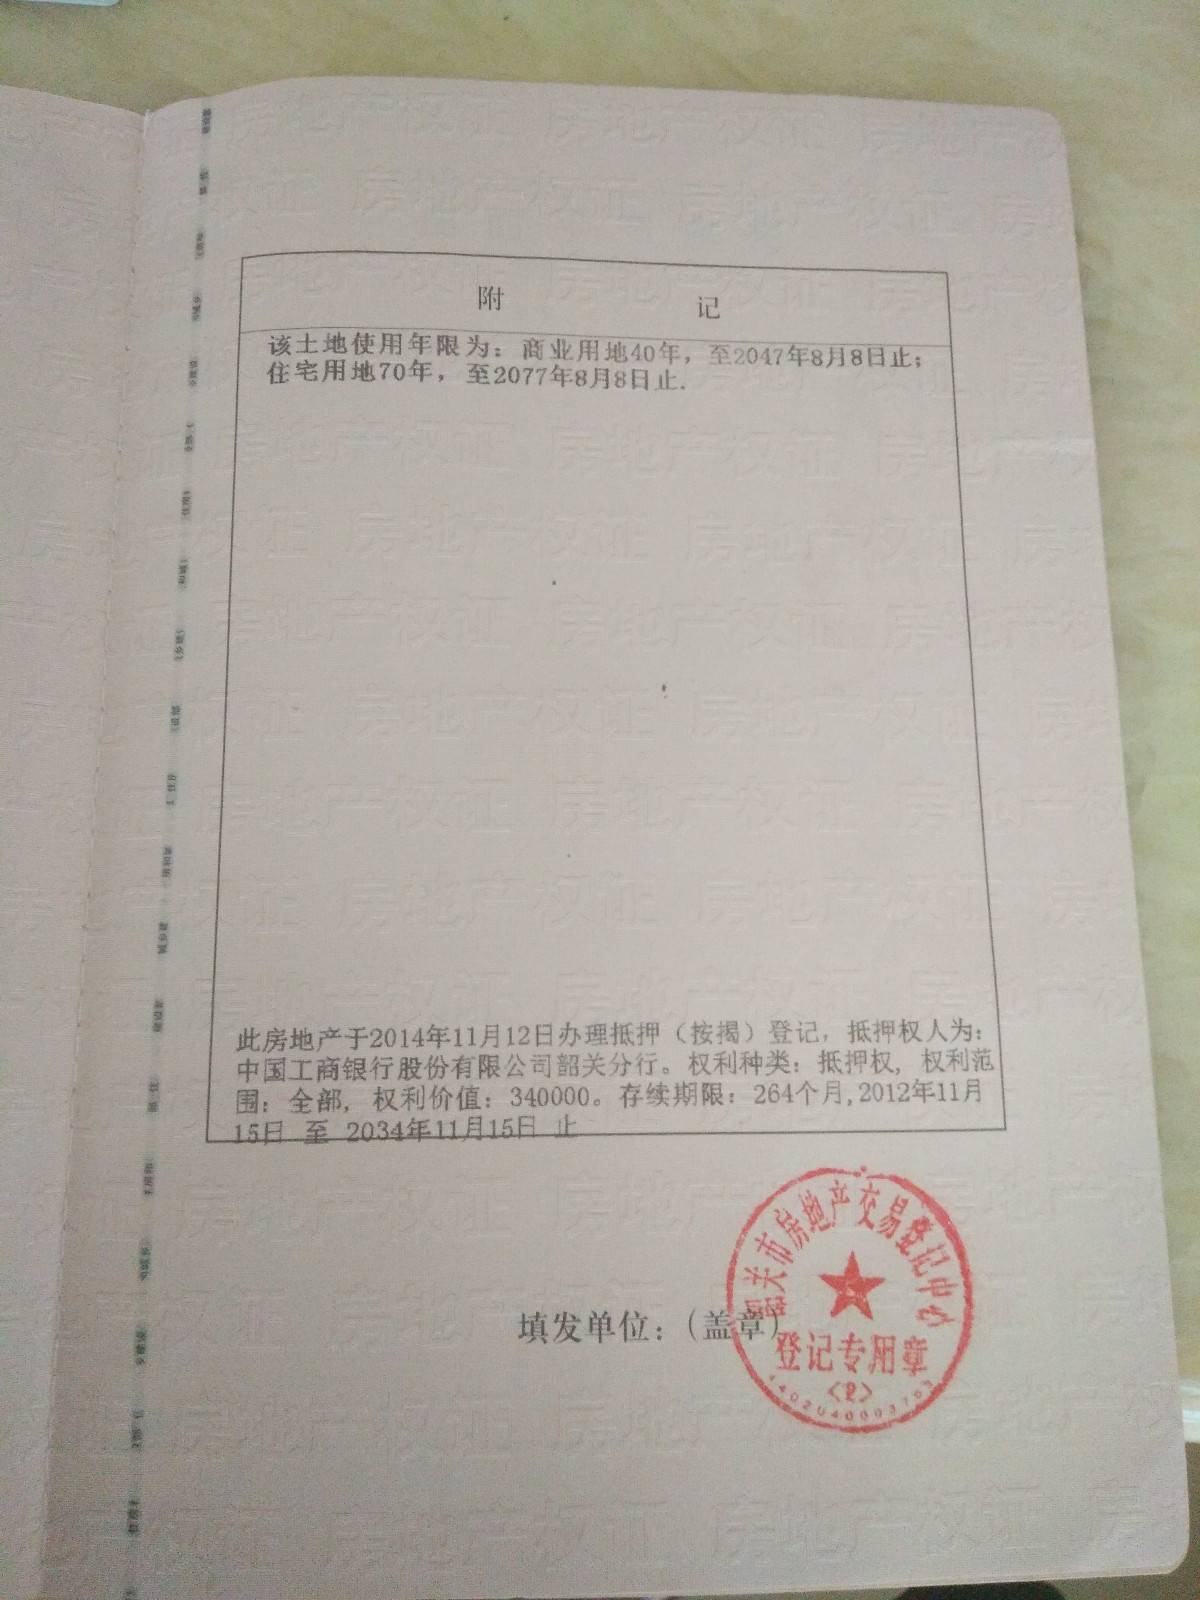 附 记
该土地使用年限为：商业用地40年，至2047年8月8日止；
住宅用地70年，至2077年8月8日止.
此房地产于2014年11月12日办理抵押（按揭）登记，抵押权人为：
中国工商银行股份有限公司韶关分行。权利种类：抵押权，权利范
围：全部，权利价值：340000。存续期限：264个月,2012年11月
15日 至 2034年11月15日 止
填发单位：（盖章）
韶关市房地产交易登记中心
登记专用章
<2>
房地产权证